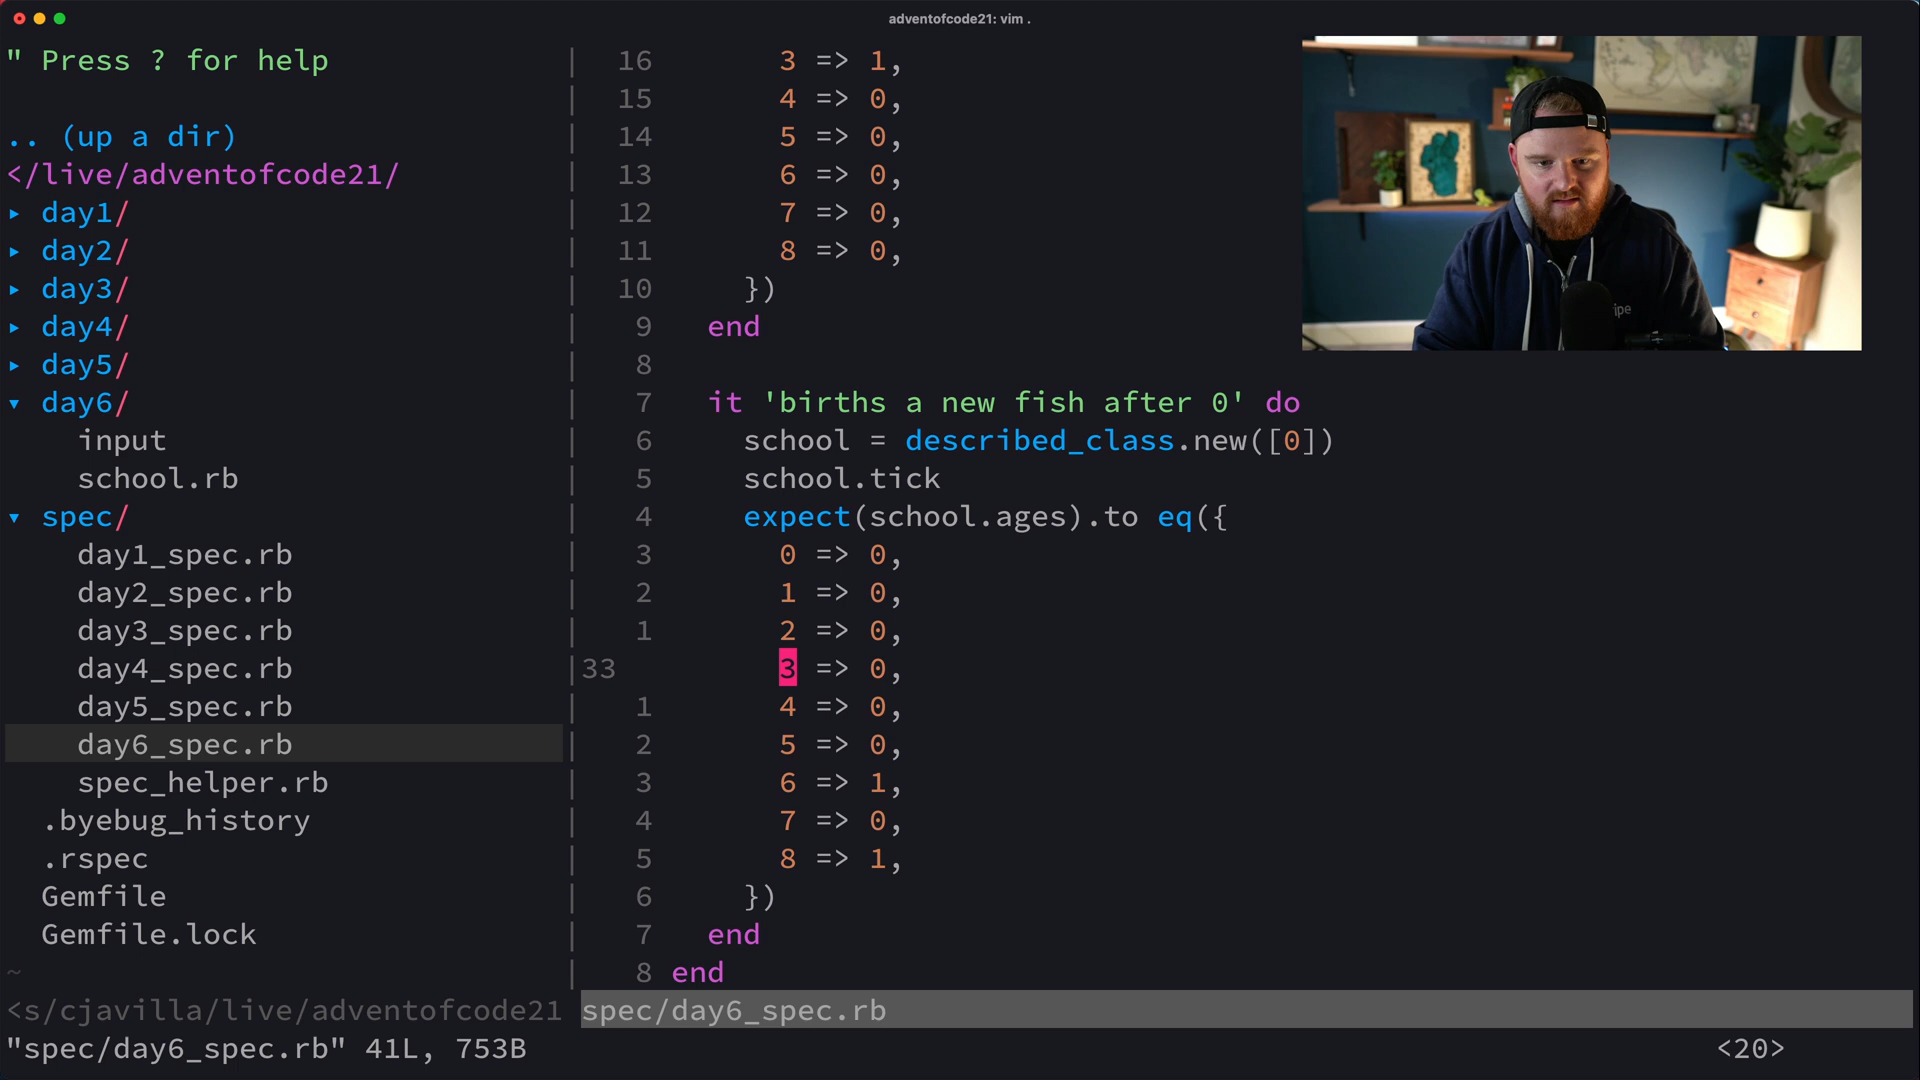 adventofcode21: vim .
" Press ? for help
.. (up a dir)
</live/adventofcode21/
▸ day1/
▸ day2/
▸ day3/
▸ day4/
▸ day5/
▾ day6/
input
school.rb
▾ spec/
day1_spec.rb
day2_spec.rb
day3_spec.rb
day4_spec.rb
day5_spec.rb
day6_spec.rb
spec_helper.rb
.byebug_history
.rspec
Gemfile
Gemfile.lock
~
<s/cjavilla/live/adventofcode21
16 3 => 1,
15 4 => 0,
14 5 => 0,
13 6 => 0,
12 7 => 0,
11 8 => 0,
10 })
9 end
8
7 it 'births a new fish after 0' do
6 school = described_class.new([0])
5 school.tick
4 expect(school.ages).to eq({
3 0 => 0,
2 1 => 0,
1 2 => 0,
33 3 => 0,
1 4 => 0,
2 5 => 0,
3 6 => 1,
4 7 => 0,
5 8 => 1,
6 })
7 end
8 end
spec/day6_spec.rb
"spec/day6_spec.rb" 41L, 753B
<20>
ipe